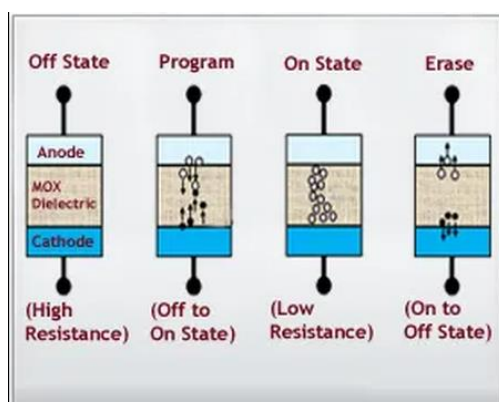 Off State
Program
On State
Erase
Anode
MOX
Dielectric
Cathode
(High
Resistance)
(Off to
On State)
(Low
Resistance)
(On to
Off State)